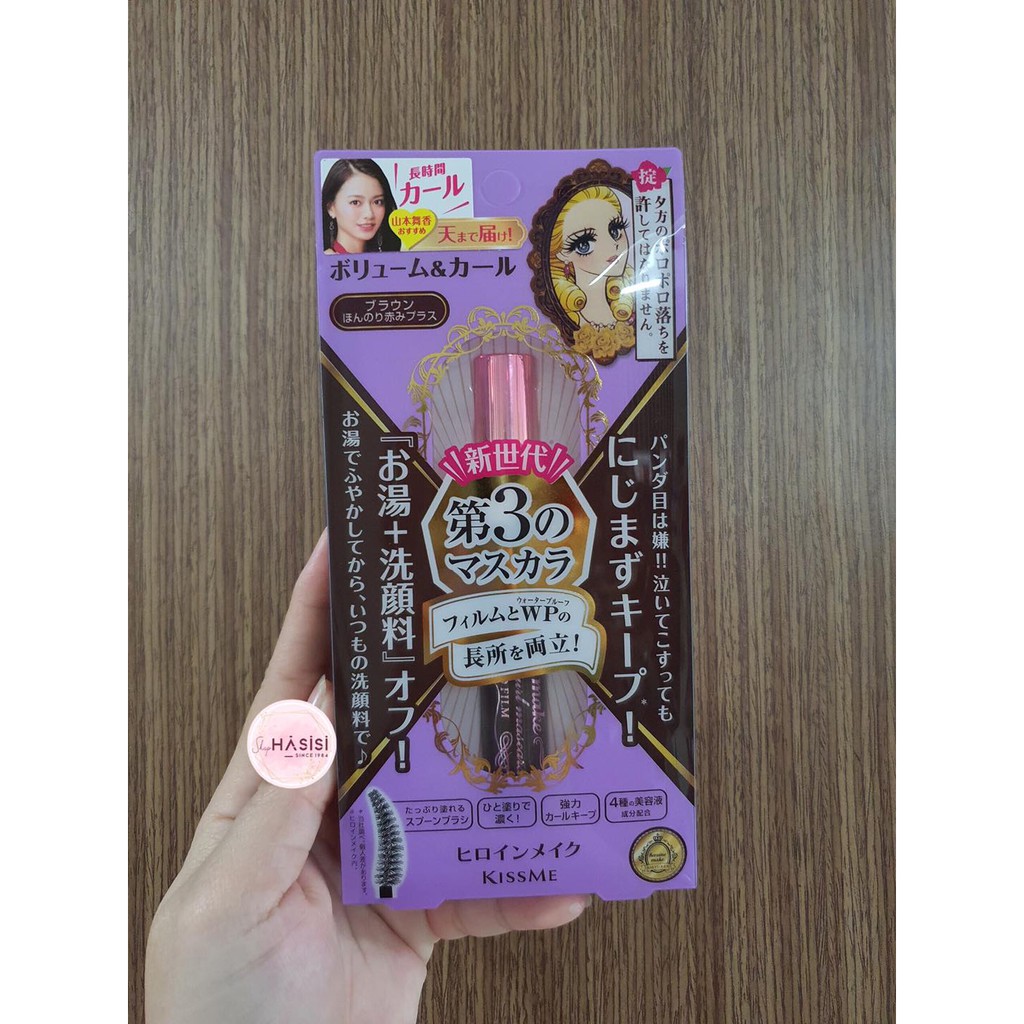 長時間
カール
山本舞香
おすすめ
天まで届け!
ボリューム&カール
ブラウン
ほんのり赤みプラス
掟
夕方のボロボロ落ちを
許してはなりません。
新世代
第3の
マスカラ
ウォータープルーフ
フィルムとWPの
長所を両立!
パンダ目は嫌!! 泣いてこすっても
にじまずキープ*!
『お湯+洗顔料』オフ!
お湯でふやかしてから、いつもの洗顔料で♪
FILM
たっぷり塗れる
スプーンブラシ
ひと塗りで
濃く!
強力
カールキープ
4種の美容液
成分配合
ヒロインメイク
KISSME
Shop HASISI
SINCE 1986